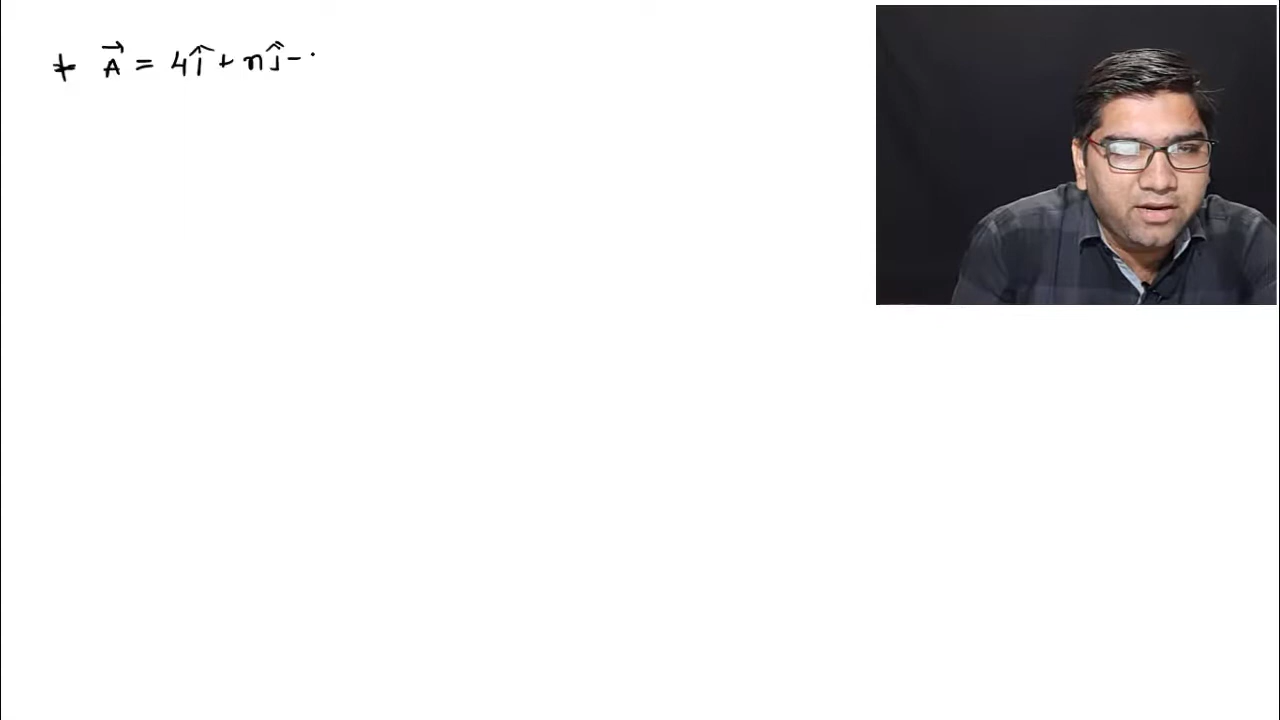 * A⃗ = 4î + nĵ -